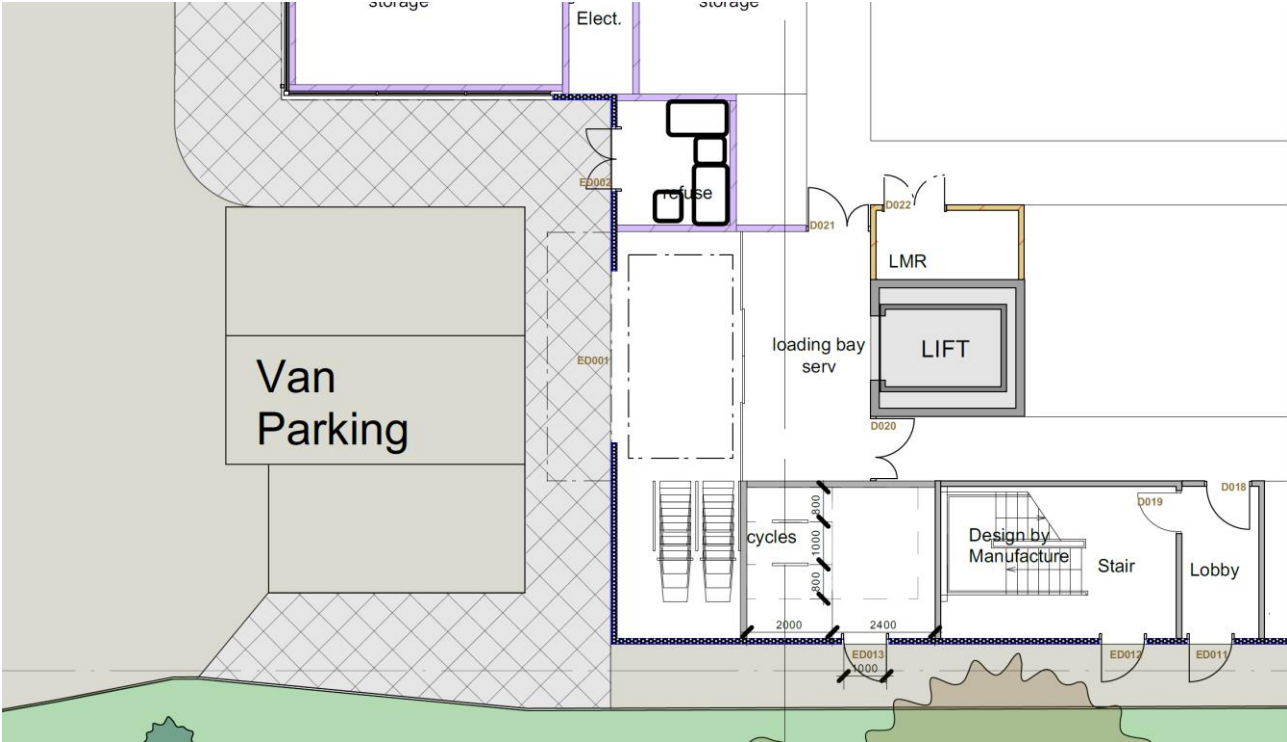 storage
Elect.
storage
ED002
refuse
D021
D022
LMR
ED001
loading bay
serv
LIFT
Van
Parking
D020
D018
D019
800
cycles
1000
Design by
Manufacture
Stair
Lobby
800
2000
2400
ED013
ED012
ED011
1000